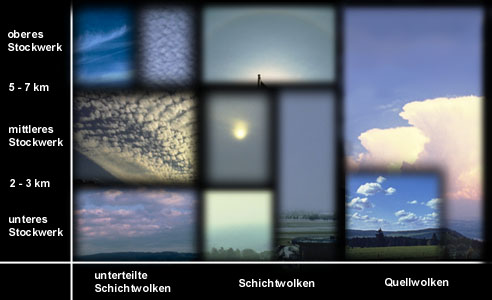 oberes
Stockwerk
5 - 7 km
mittleres
Stockwerk
2 - 3 km
unteres
Stockwerk
unterteilte
Schichtwolken
Schichtwolken
Quellwolken